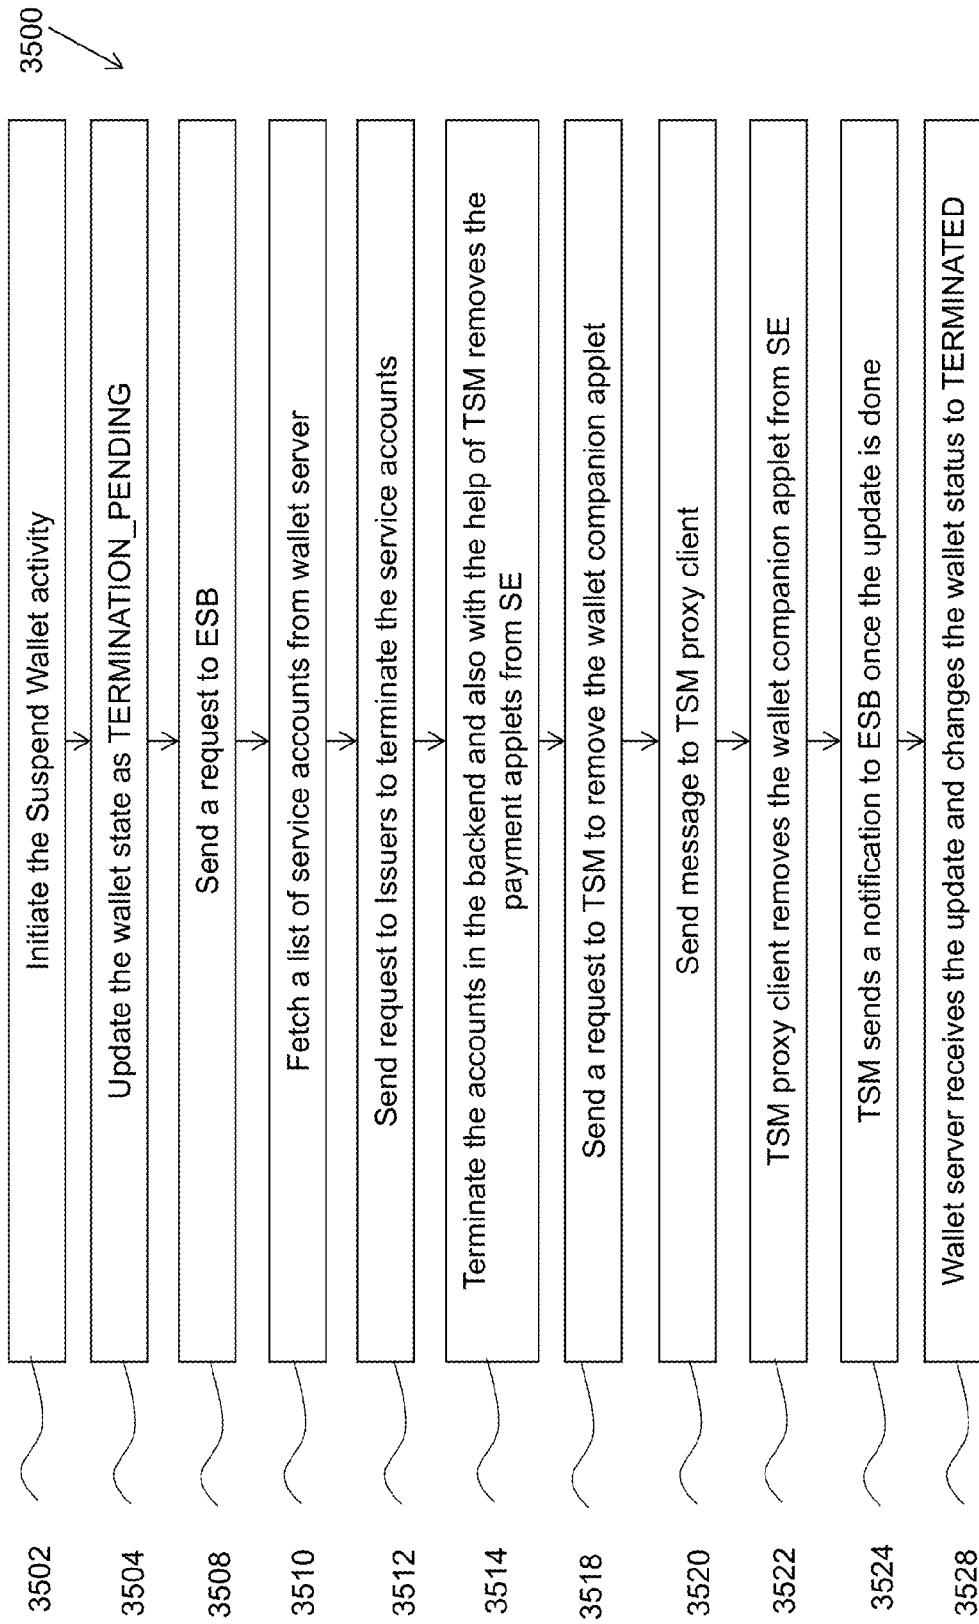 3500
3502
Initiate the Suspend Wallet activity
3504
Update the wallet state as TERMINATION_PENDING
3508
Send a request to ESB
3510
Fetch a list of service accounts from wallet server
3512
Send request to Issuers to terminate the service accounts
3514
Terminate the accounts in the backend and also with the help of TSM removes the
payment applets from SE
3518
Send a request to TSM to remove the wallet companion applet
3520
Send message to TSM proxy client
3522
TSM proxy client removes the wallet companion applet from SE
3524
TSM sends a notification to ESB once the update is done
3528
Wallet server receives the update and changes the wallet status to TERMINATED